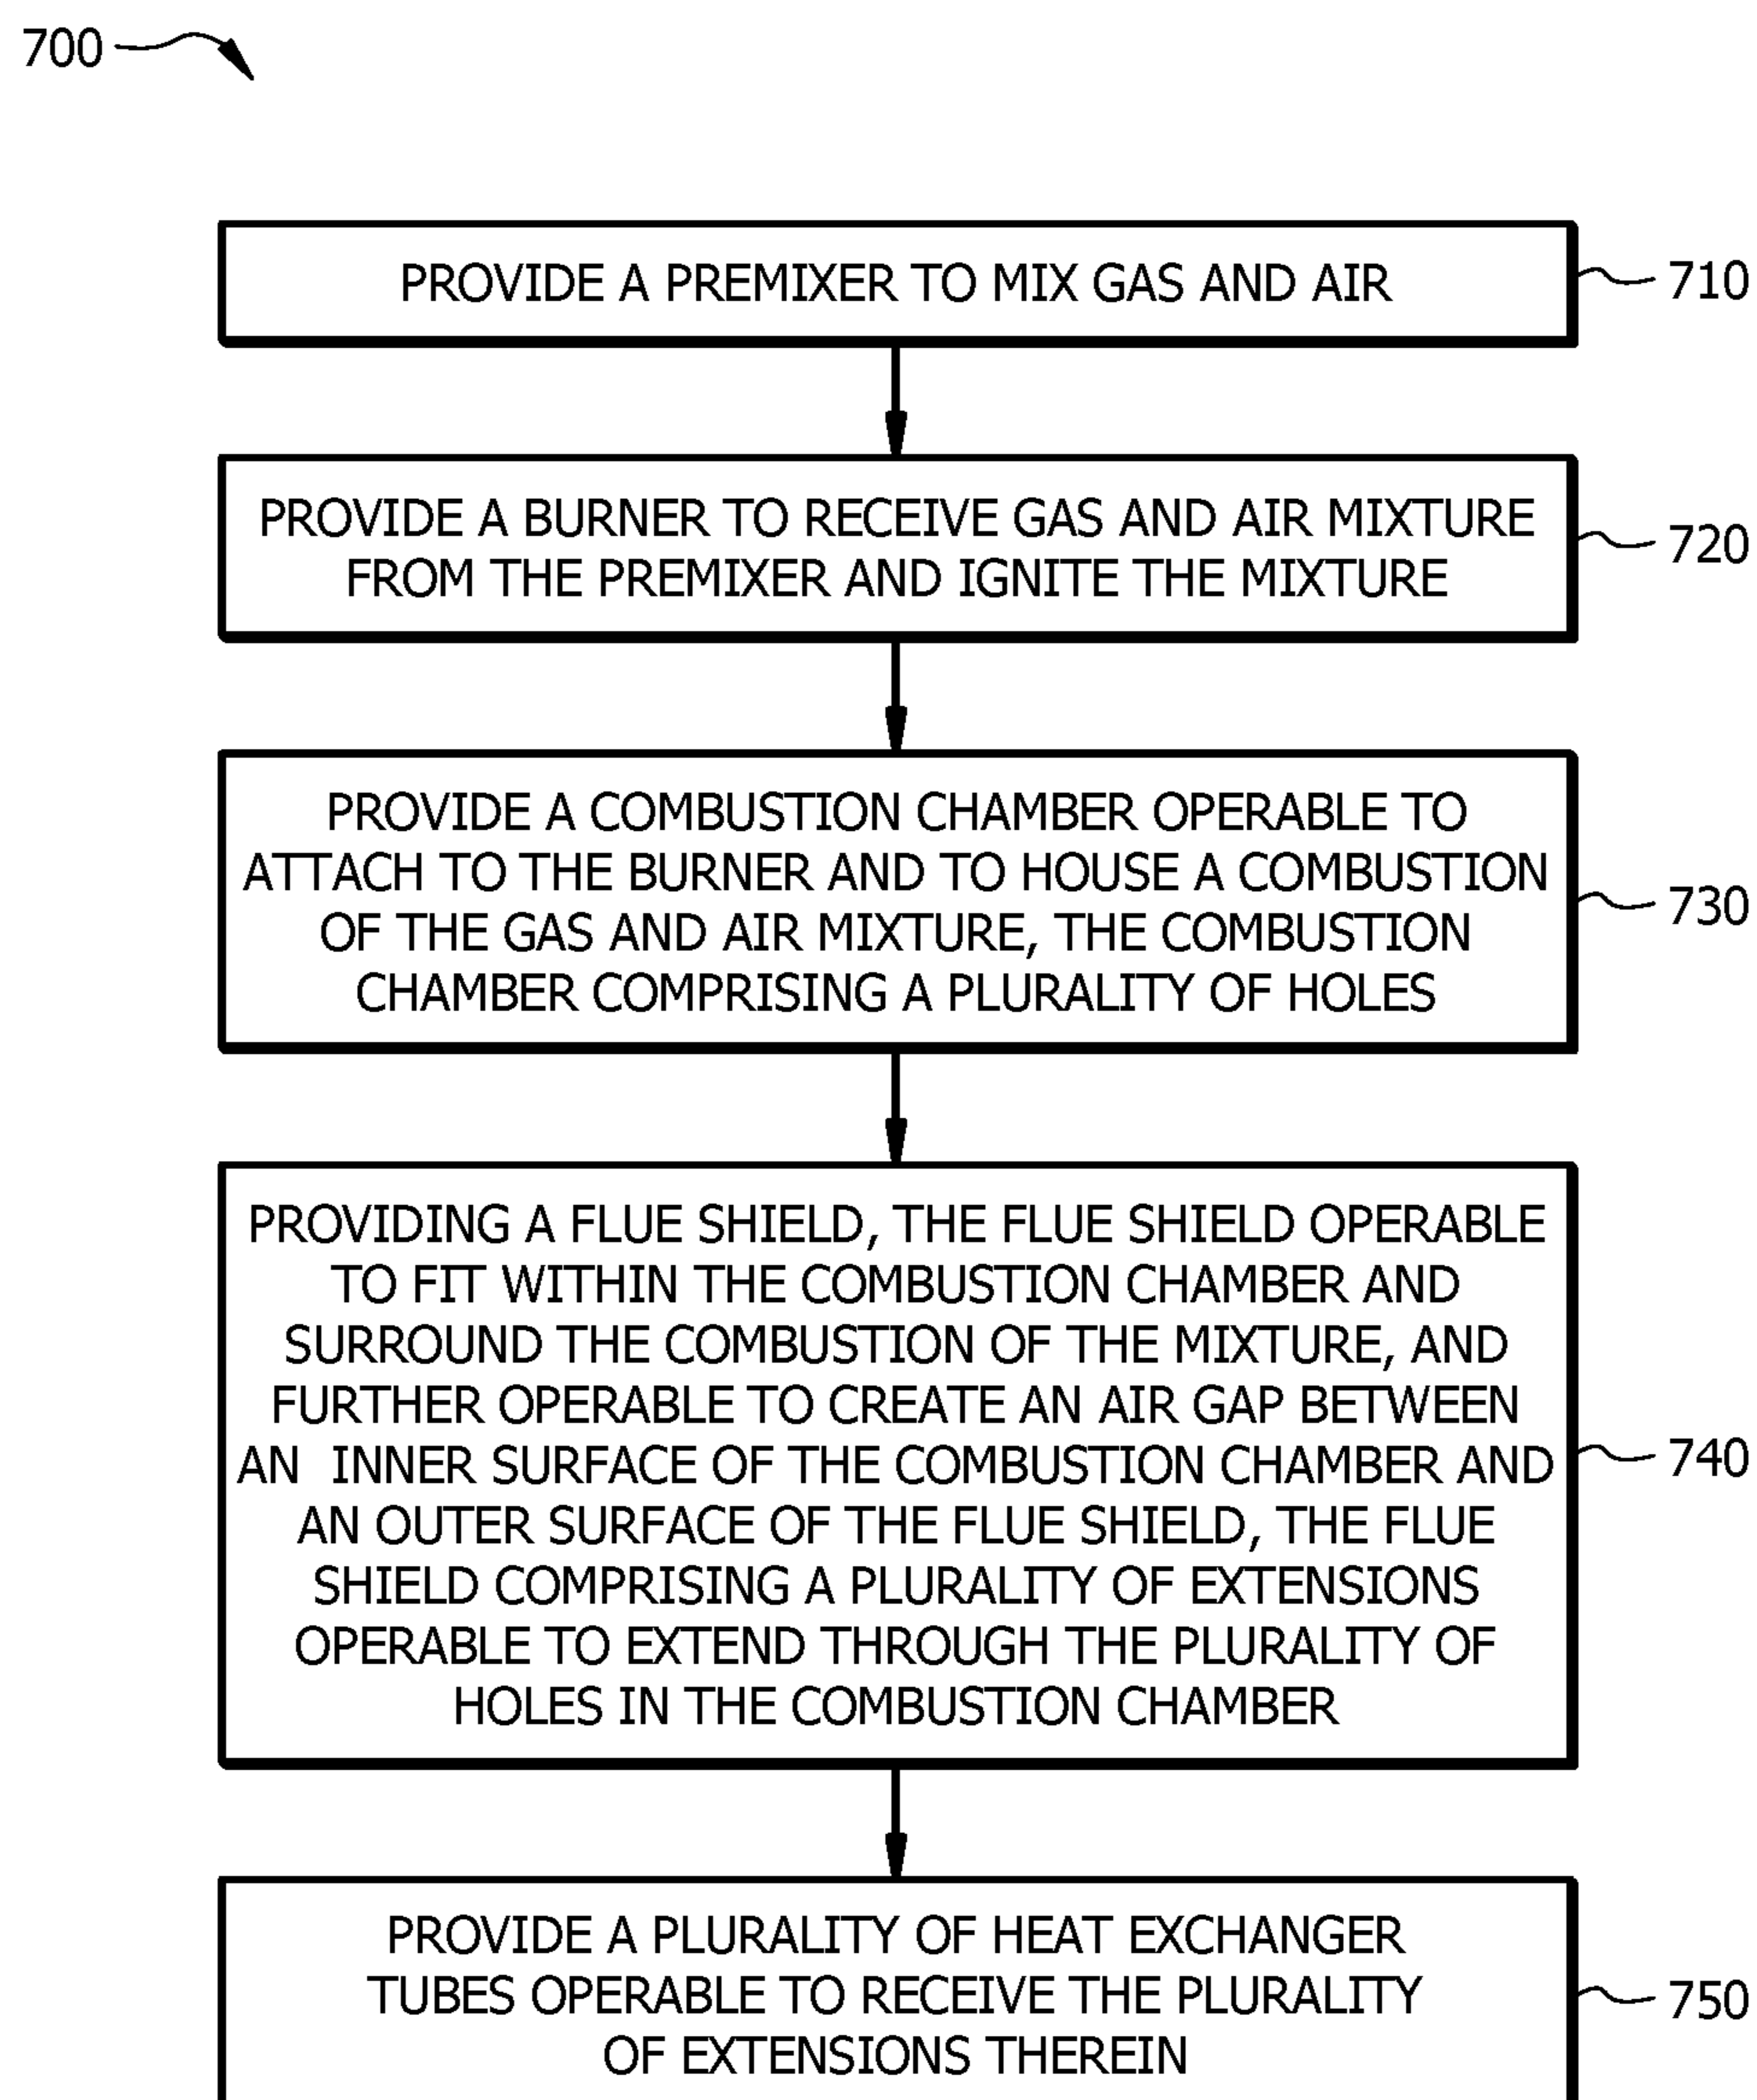 700
PROVIDE A PREMIXER TO MIX GAS AND AIR
710
PROVIDE A BURNER TO RECEIVE GAS AND AIR MIXTURE
FROM THE PREMIXER AND IGNITE THE MIXTURE
720
PROVIDE A COMBUSTION CHAMBER OPERABLE TO
ATTACH TO THE BURNER AND TO HOUSE A COMBUSTION
OF THE GAS AND AIR MIXTURE, THE COMBUSTION
CHAMBER COMPRISING A PLURALITY OF HOLES
730
PROVIDING A FLUE SHIELD, THE FLUE SHIELD OPERABLE
TO FIT WITHIN THE COMBUSTION CHAMBER AND
SURROUND THE COMBUSTION OF THE MIXTURE, AND
FURTHER OPERABLE TO CREATE AN AIR GAP BETWEEN
AN INNER SURFACE OF THE COMBUSTION CHAMBER AND
AN OUTER SURFACE OF THE FLUE SHIELD, THE FLUE
SHIELD COMPRISING A PLURALITY OF EXTENSIONS
OPERABLE TO EXTEND THROUGH THE PLURALITY OF
HOLES IN THE COMBUSTION CHAMBER
740
PROVIDE A PLURALITY OF HEAT EXCHANGER
TUBES OPERABLE TO RECEIVE THE PLURALITY
OF EXTENSIONS THEREIN
750